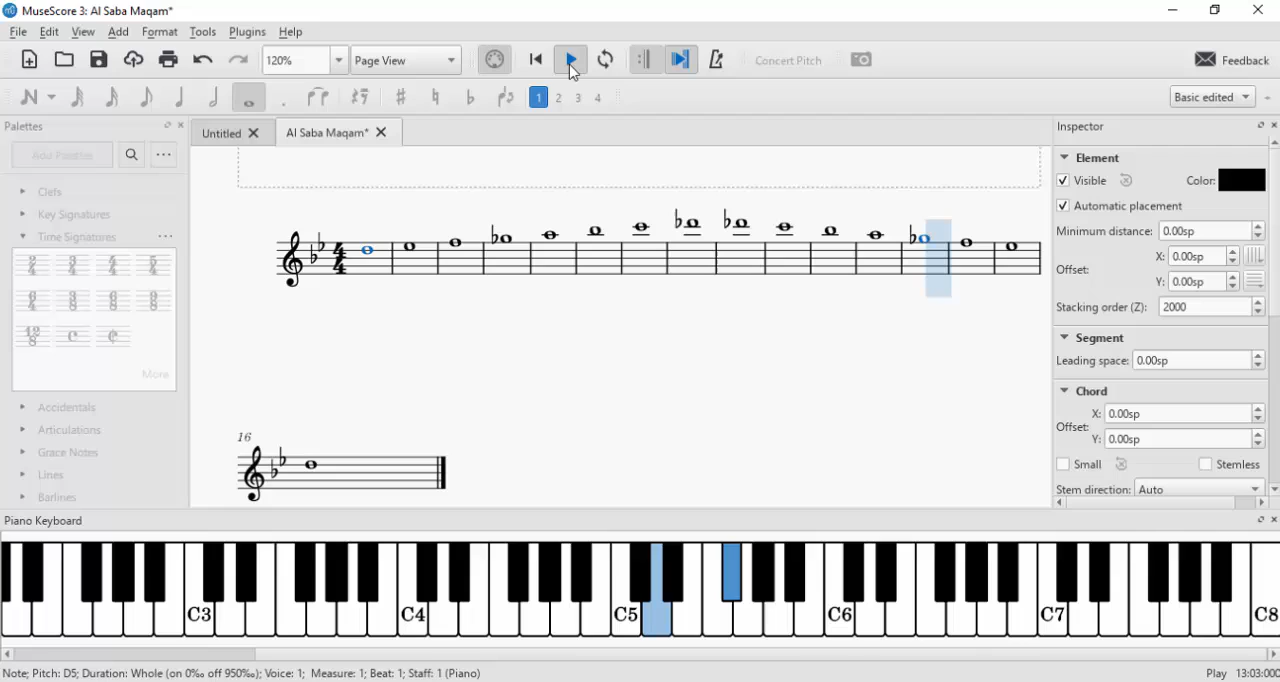 MuseScore 3: Al Saba Maqam*
File Edit View Add Format Notes Tools Plugins Help
120% Page View Concert Pitch Feedback
1 2 3 4 Basic edited
Palettes
Untitled Al Saba Maqam*
Inspector
Add Palettes
Clefs
Key Signatures
Time Signatures
More
Accidentals
Articulations
Grace Notes
Lines
Barlines
16
Element
Visible Color:
Automatic placement
Minimum distance: 0.00sp
Offset:
X: 0.00sp
Y: 0.00sp
Stacking order (Z): 2000
Segment
Leading space: 0.00sp
Chord
Offset:
X: 0.00sp
Y: 0.00sp
Small Stemless
Stem direction: Auto
Piano Keyboard
C3 C4 C5 C6 C7 C8
Note; Pitch: D5; Duration: Whole (on 0‰ off 950‰); Voice: 1; Measure: 1; Beat: 1; Staff: 1 (Piano) Play 13:03:000